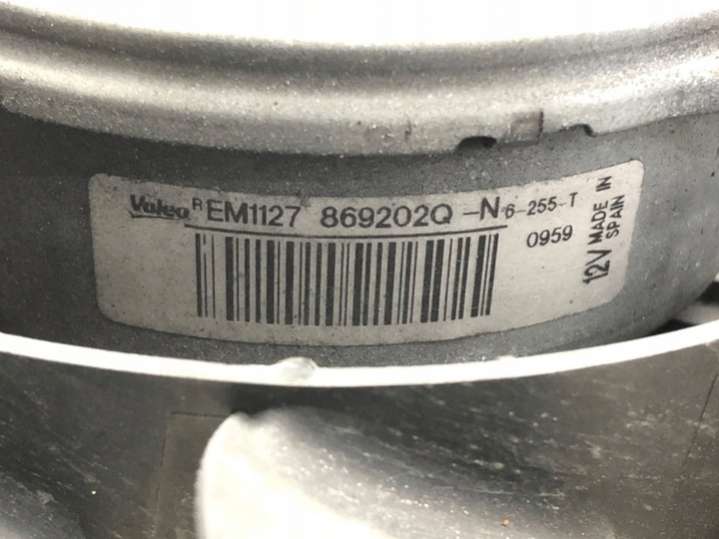 Valeo R EM1127 869202Q -N 6-255-T
0959
12V MADE IN
SPAIN